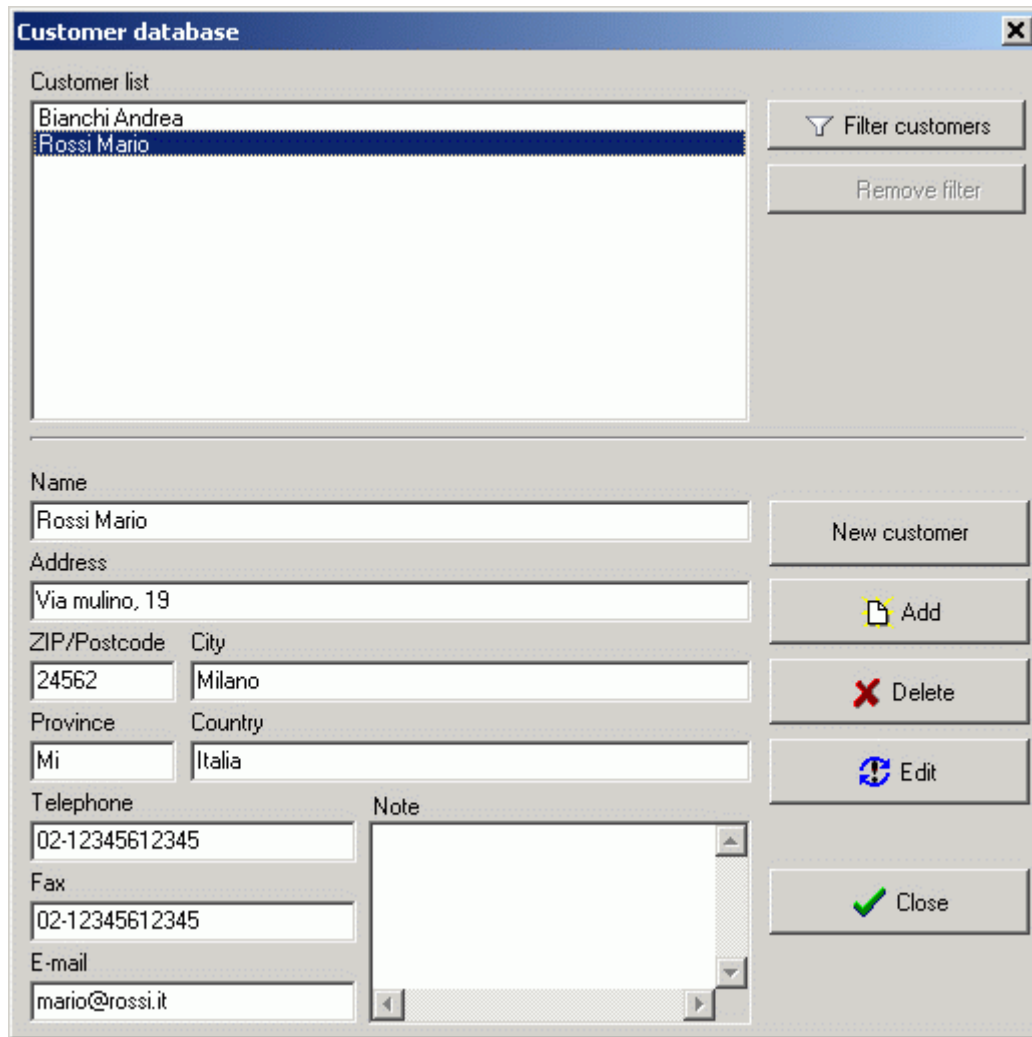 Customer database
Customer list
Bianchi Andrea
Rossi Mario
Filter customers
Remove filter
Name
Rossi Mario
Address
Via mulino, 19
ZIP/Postcode City
24562 Milano
Province Country
Mi Italia
Telephone
02-12345612345
Fax
02-12345612345
E-mail
mario@rossi.it
Note
New customer
Add
Delete
Edit
Close